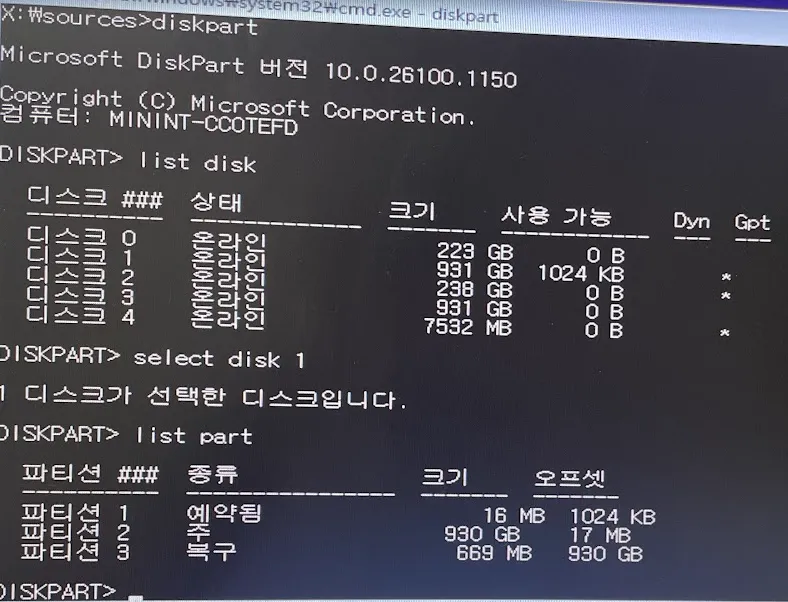 Windows₩system32₩cmd.exe - diskpart
X:₩sources>diskpart
Microsoft DiskPart 버전 10.0.26100.1150
Copyright (C) Microsoft Corporation.
컴퓨터: MININT-CCOTEFD
DISKPART> list disk
디스크 ### 상태 크기 사용 가능 Dyn Gpt
---------- ------------- ------- ------------ --- ---
디스크 0 온라인 223 GB 0 B
디스크 1 온라인 931 GB 1024 KB *
디스크 2 온라인 238 GB 0 B *
디스크 3 온라인 931 GB 0 B
디스크 4 온라인 7532 MB 0 B *
DISKPART> select disk 1
1 디스크가 선택한 디스크입니다.
DISKPART> list part
파티션 ### 종류 크기 오프셋
---------- ---------------- ------- -------
파티션 1 예약됨 16 MB 1024 KB
파티션 2 주 930 GB 17 MB
파티션 3 복구 669 MB 930 GB
DISKPART> _